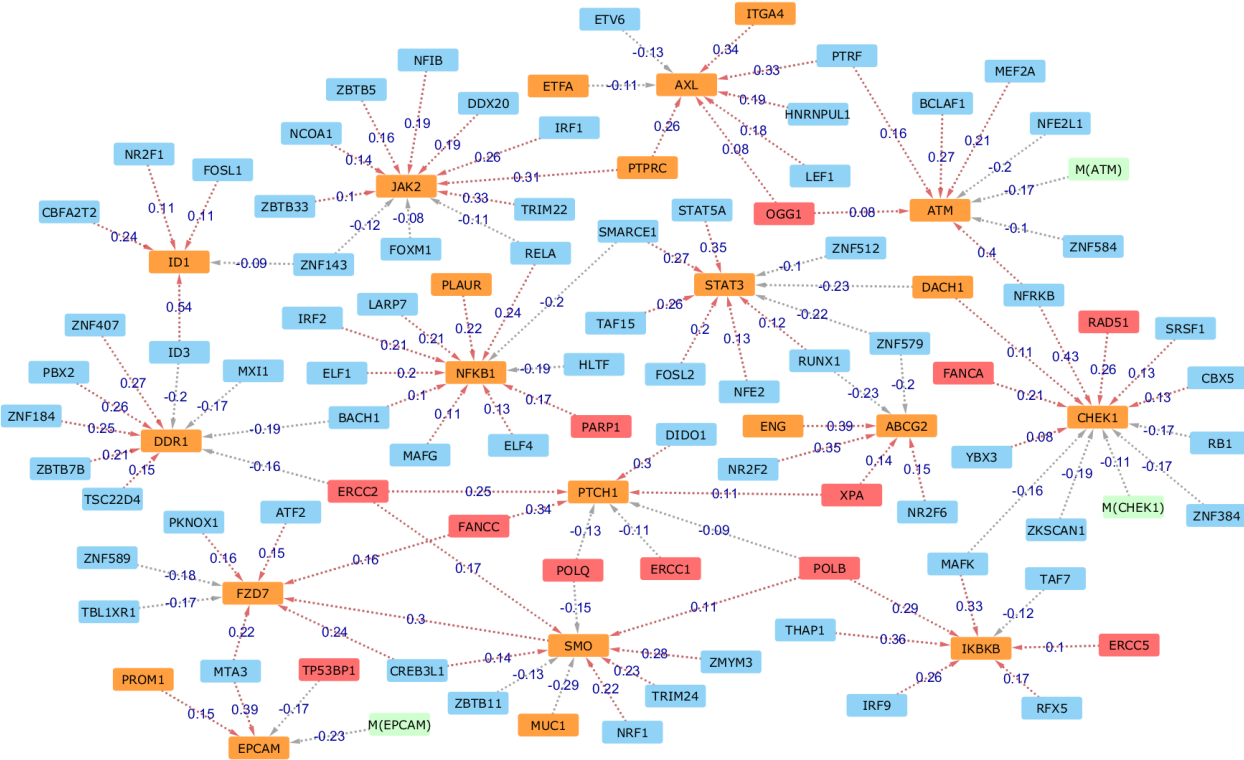 ETV6
ITGA4
-0.13
0.34
NFIB
PTRF
MEF2A
0.33
ZBTB5
ETFA
-0.11
AXL
DDX20
BCLAF1
0.19
HNRNPUL1
NCOA1
0.16
0.19
IRF1
NFE2L1
0.26
0.18
0.16
0.21
NR2F1
0.14
0.19
0.26
0.27
-0.2
FOSL1
PTPRC
0.08
LEF1
M(ATM)
0.31
-0.17
ZBTB33
0.1
JAK2
0.33
TRIM22
STAT5A
OGG1
0.08
ATM
CBFA2T2
0.11
0.11
-0.12
-0.08
-0.11
-0.1
0.24
FOXM1
SMARCE1
0.35
ZNF512
ZNF584
ID1
-0.09
ZNF143
RELA
0.27
-0.1
0.4
PLAUR
STAT3
-0.23
DACH1
NFRKB
LARP7
-0.2
0.54
0.24
0.26
IRF2
0.22
TAF15
0.2
0.12
-0.22
RAD51
SRSF1
ZNF407
0.21
0.21
0.13
ZNF579
ID3
HLTF
RUNX1
0.11
0.43
0.26
0.13
PBX2
MXI1
ELF1
0.2
NFKB1
-0.19
FOSL2
NFE2
FANCA
CBX5
0.27
-0.2
-0.17
0.1
0.17
-0.23
-0.2
0.21
0.13
ZNF184
0.26
BACH1
0.11
0.13
PARP1
ENG
0.39
ABCG2
CHEK1
0.25
DDR1
-0.19
DIDO1
0.08
-0.17
RB1
ZBTB7B
0.21
MAFG
ELF4
NR2F2
0.35
YBX3
0.15
-0.16
0.3
0.14
0.15
-0.16
-0.19
-0.11
-0.17
TSC22D4
ERCC2
0.25
PTCH1
0.11
XPA
NR2F6
M(CHEK1)
ZNF384
ATF2
0.34
ZKSCAN1
PKNOX1
FANCC
-0.13
-0.11
-0.09
ZNF589
0.16
0.15
0.16
POLQ
ERCC1
POLB
MAFK
TAF7
-0.18
0.17
TBL1XR1
-0.17
FZD7
-0.15
0.11
0.29
0.33
-0.12
0.3
THAP1
0.36
0.22
0.24
SMO
IKBKB
0.1
ERCC5
0.14
0.28
ZMYM3
MTA3
TP53BP1
CREB3L1
-0.13
0.23
0.17
PROM1
-0.29
0.22
TRIM24
0.26
ZBTB11
IRF9
RFX5
0.15
0.39
-0.17
M(EPCAM)
MUC1
NRF1
-0.23
EPCAM